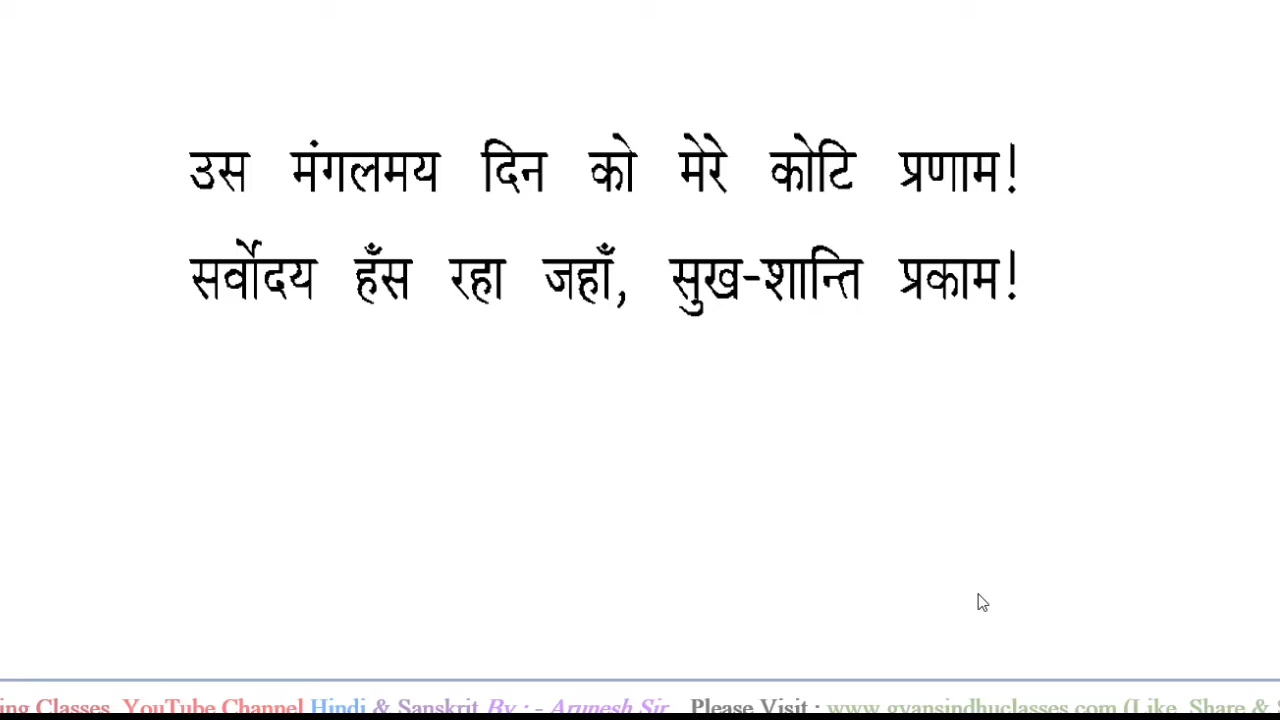 उस मंगलमय दिन को मेरे कोटि प्रणाम!
सर्वोदय हँस रहा जहाँ, सुख-शान्ति प्रकाम!
ing Classes YouTube Channel Hindi & Sanskrit By : - Arunesh Sir Please Visit : www.gyansindhuclasses.com (Like, Share &